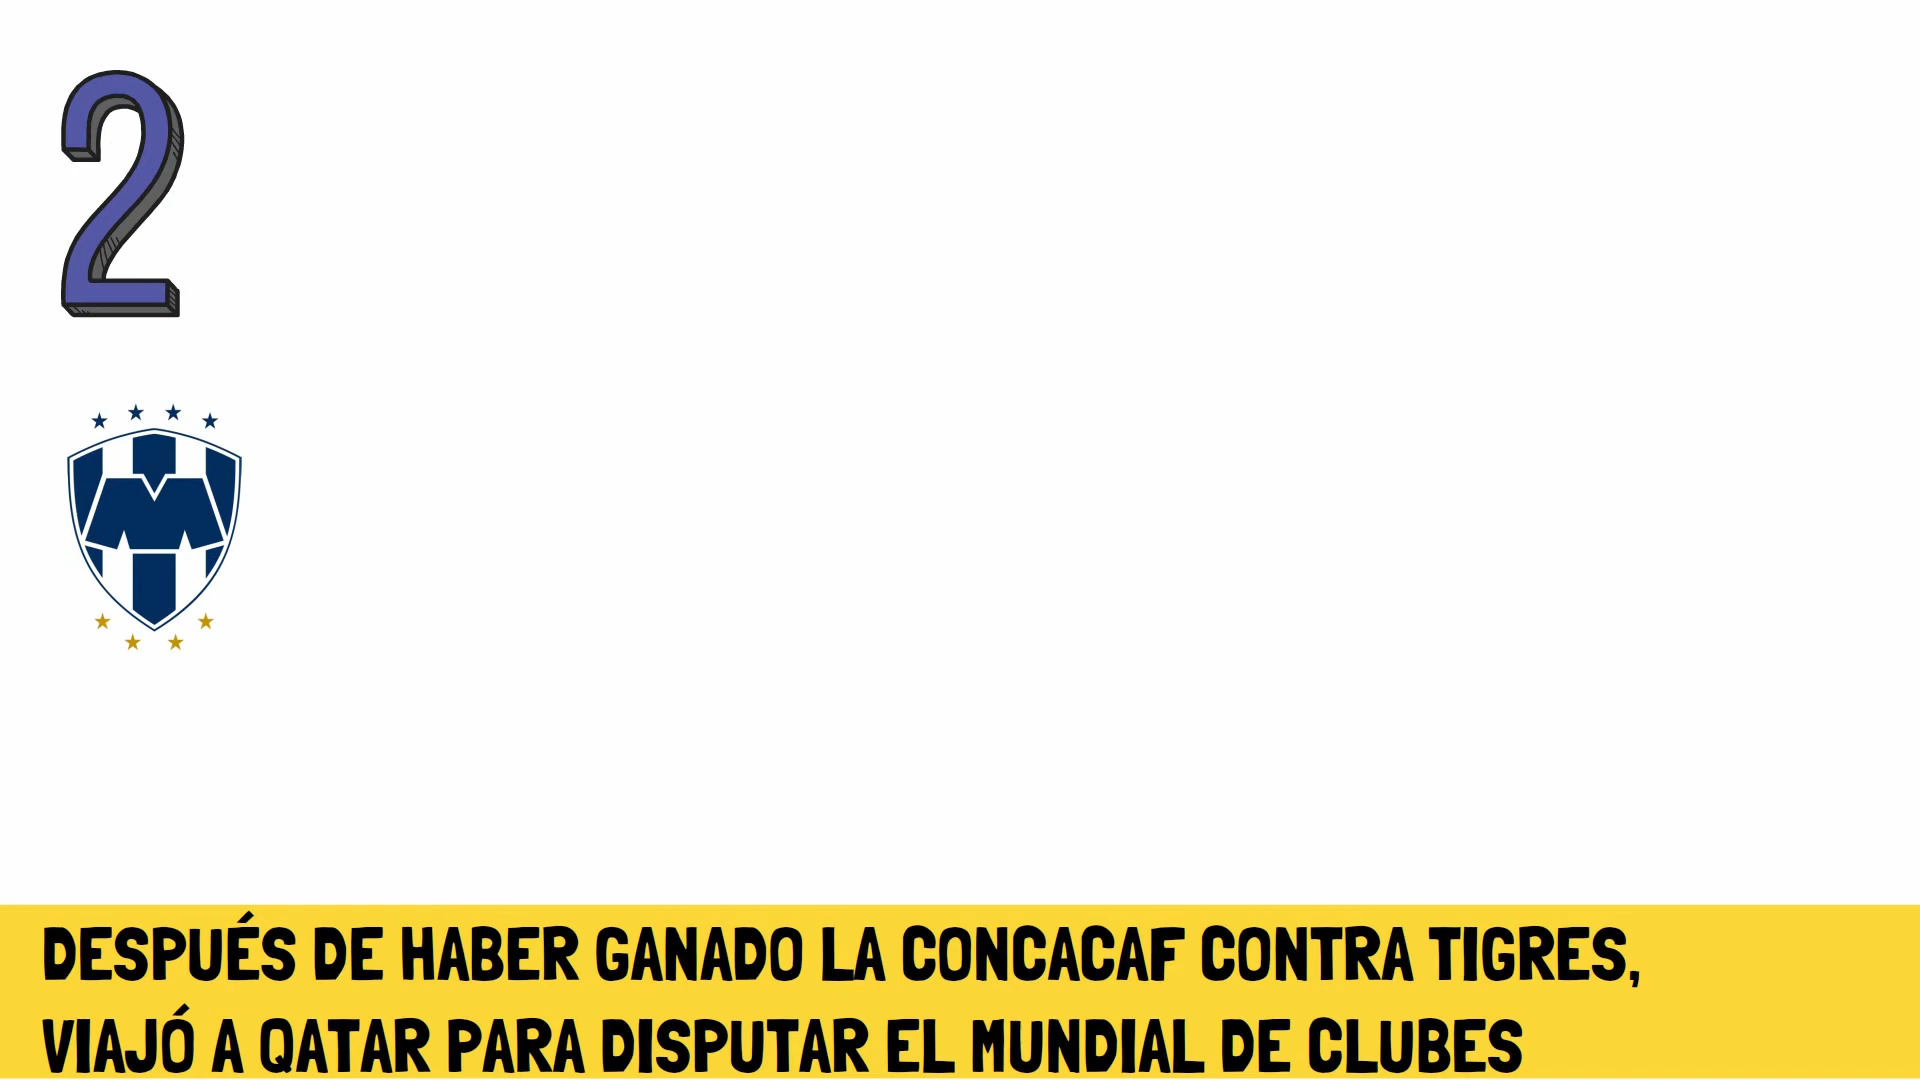 2
M
DESPUÉS DE HABER GANADO LA CONCACAF CONTRA TIGRES,
VIAJÓ A QATAR PARA DISPUTAR EL MUNDIAL DE CLUBES